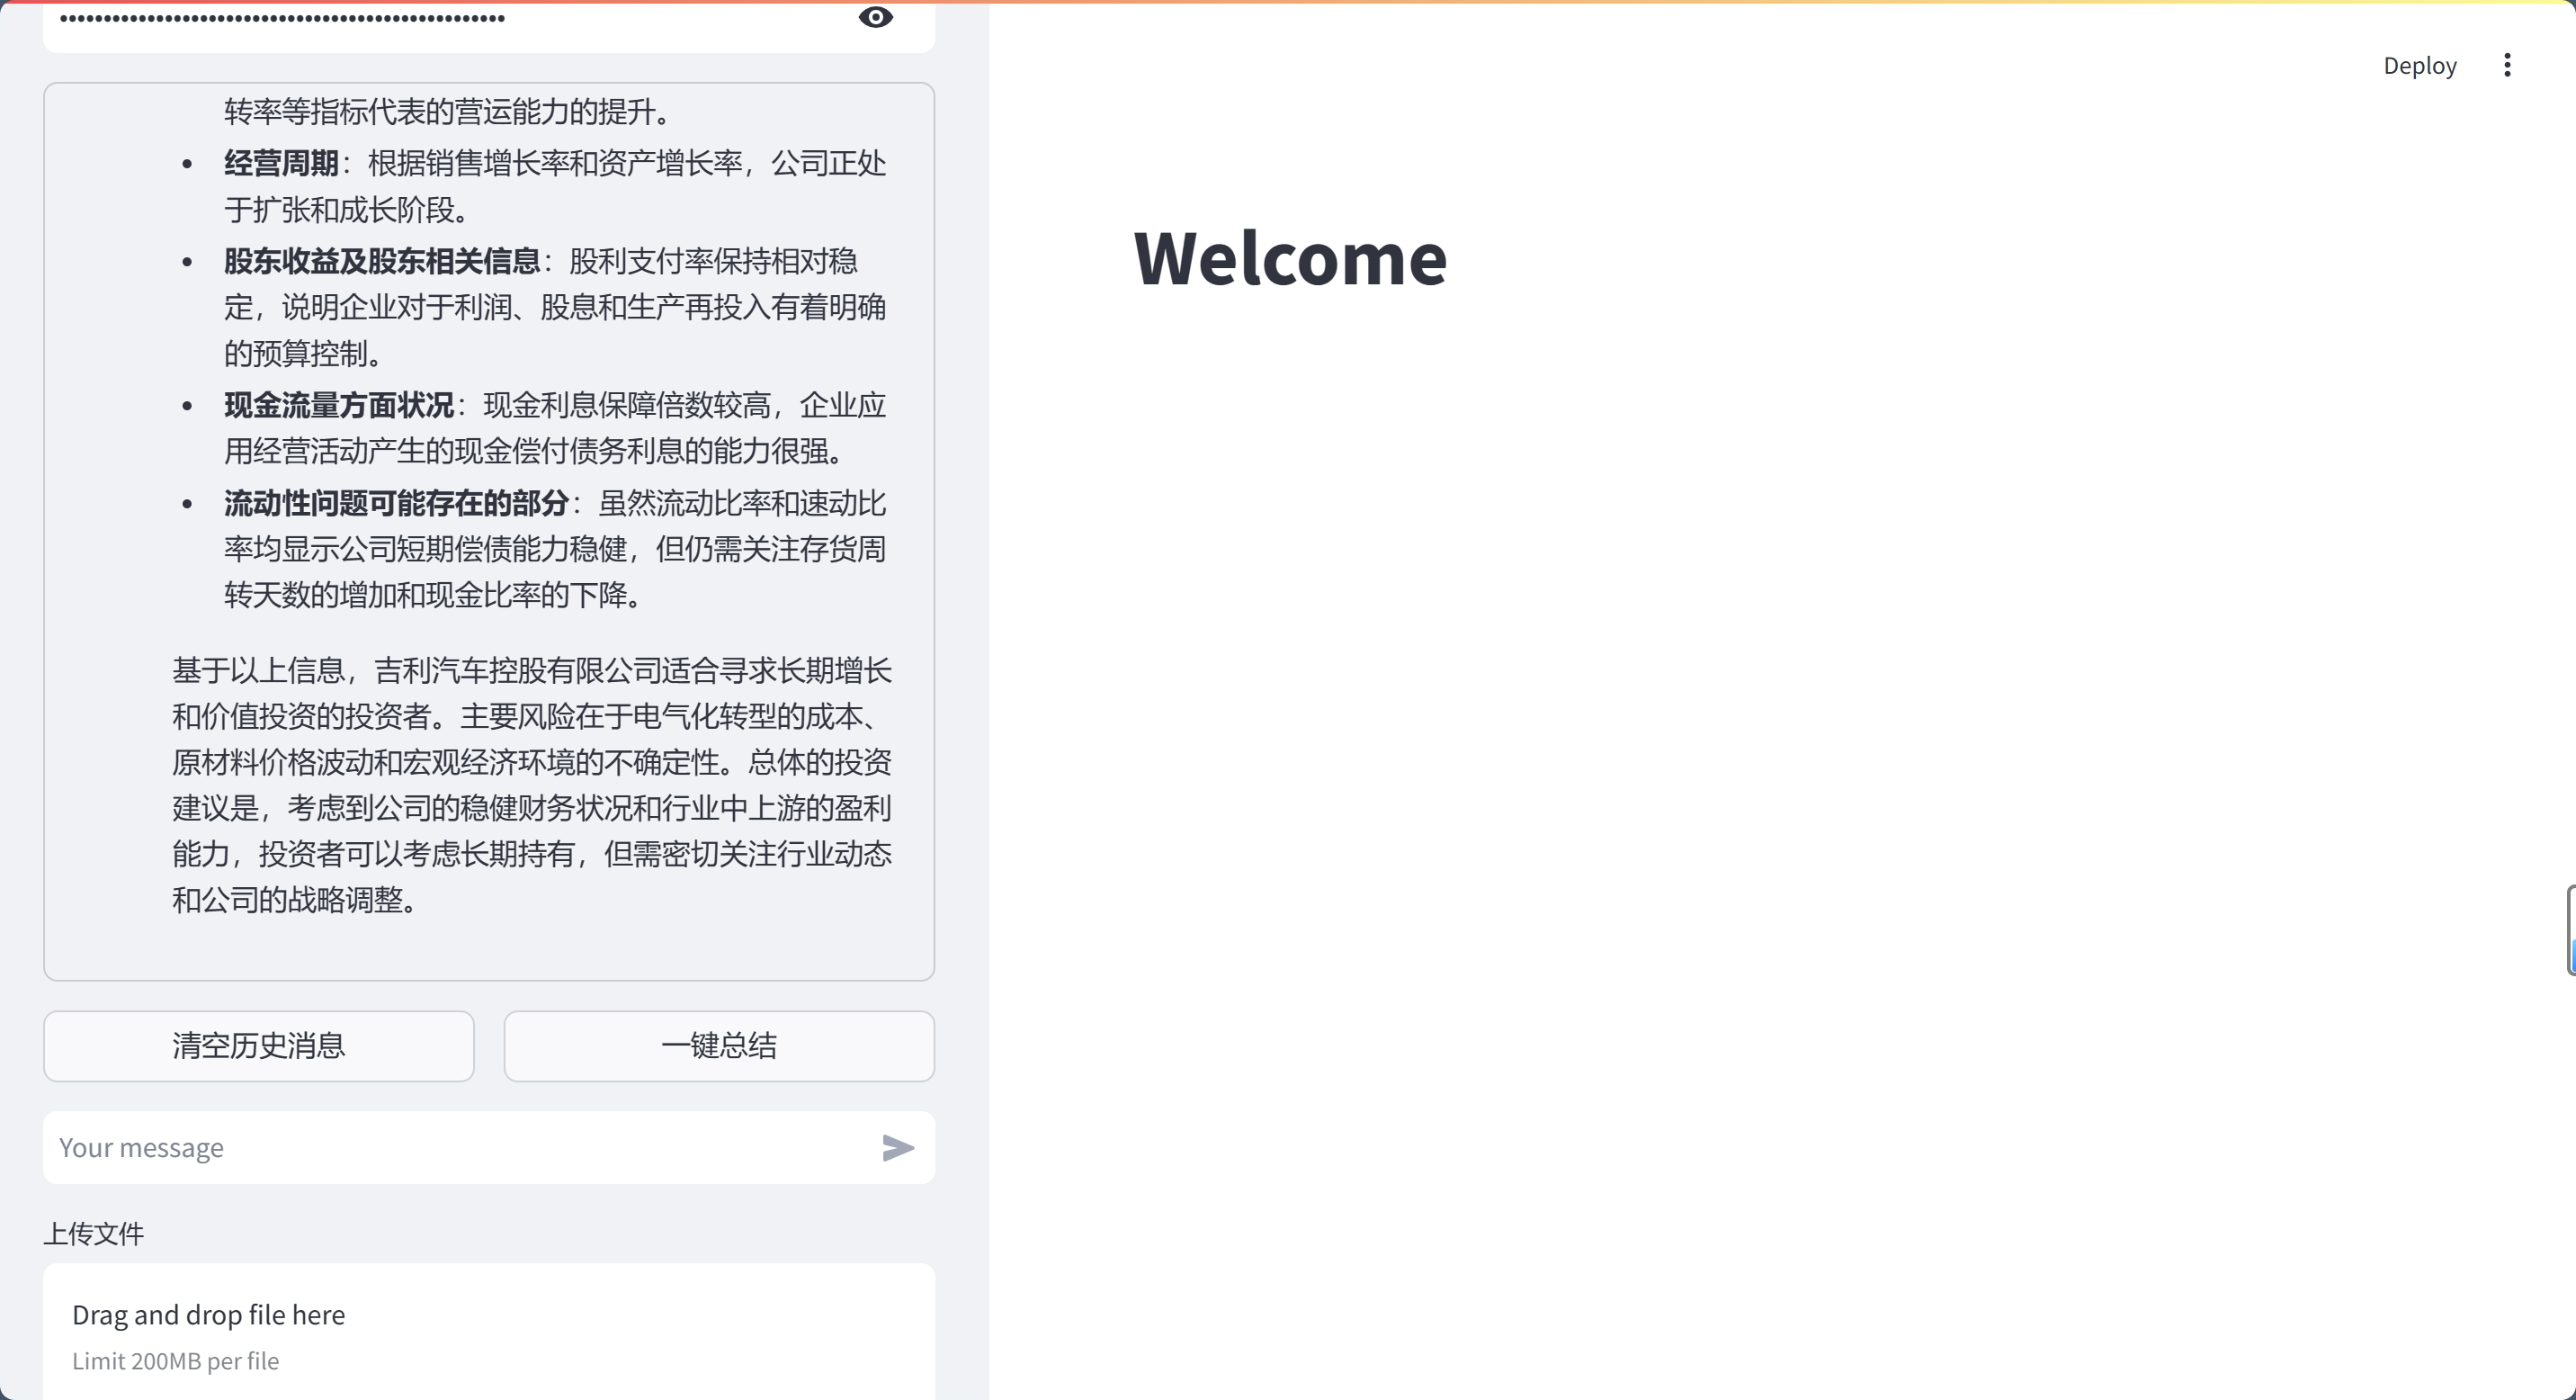 转率等指标代表的营运能力的提升。
• 经营周期：根据销售增长率和资产增长率，公司正处
于扩张和成长阶段。
• 股东收益及股东相关信息：股利支付率保持相对稳
定，说明企业对于利润、股息和生产再投入有着明确
的预算控制。
• 现金流量方面状况：现金利息保障倍数较高，企业应
用经营活动产生的现金偿付债务利息的能力很强。
• 流动性问题可能存在的部分：虽然流动比率和速动比
率均显示公司短期偿债能力稳健，但仍需关注存货周
转天数的增加和现金比率的下降。
基于以上信息，吉利汽车控股有限公司适合寻求长期增长
和价值投资的投资者。主要风险在于电气化转型的成本、
原材料价格波动和宏观经济环境的不确定性。总体的投资
建议是，考虑到公司的稳健财务状况和行业中上游的盈利
能力，投资者可以考虑长期持有，但需密切关注行业动态
和公司的战略调整。
清空历史消息
一键总结
Your message
上传文件
Drag and drop file here
Limit 200MB per file
Deploy
Welcome